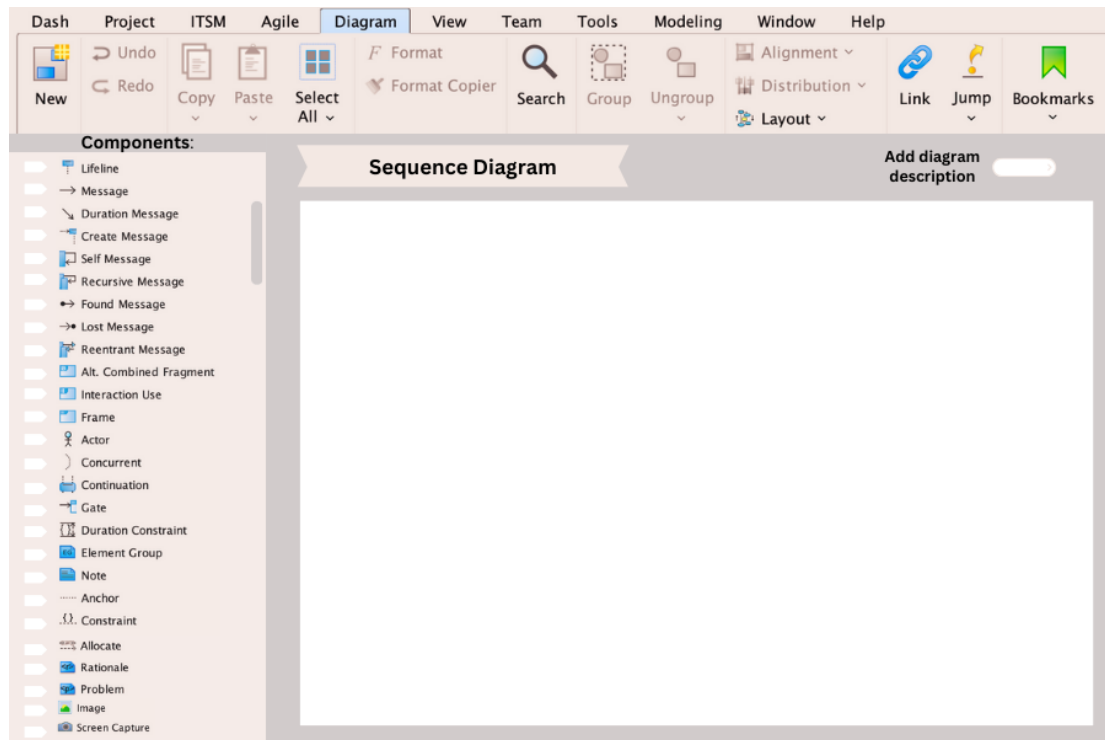 Dash Project ITSM Agile Diagram View Team Tools Modeling Window Help
New
Undo
Redo
Copy
Paste
Select
All
F Format
Format Copier
Search
Group
Ungroup
Alignment
Distribution
Layout
Link
Jump
Bookmarks
Components:
Lifeline
Message
Duration Message
Create Message
Self Message
Recursive Message
Found Message
Lost Message
Reentrant Message
Alt. Combined Fragment
Interaction Use
Frame
Actor
Concurrent
Continuation
Gate
Duration Constraint
Element Group
Note
Anchor
Constraint
Allocate
Rationale
Problem
Image
Screen Capture
Sequence Diagram
Add diagram
description